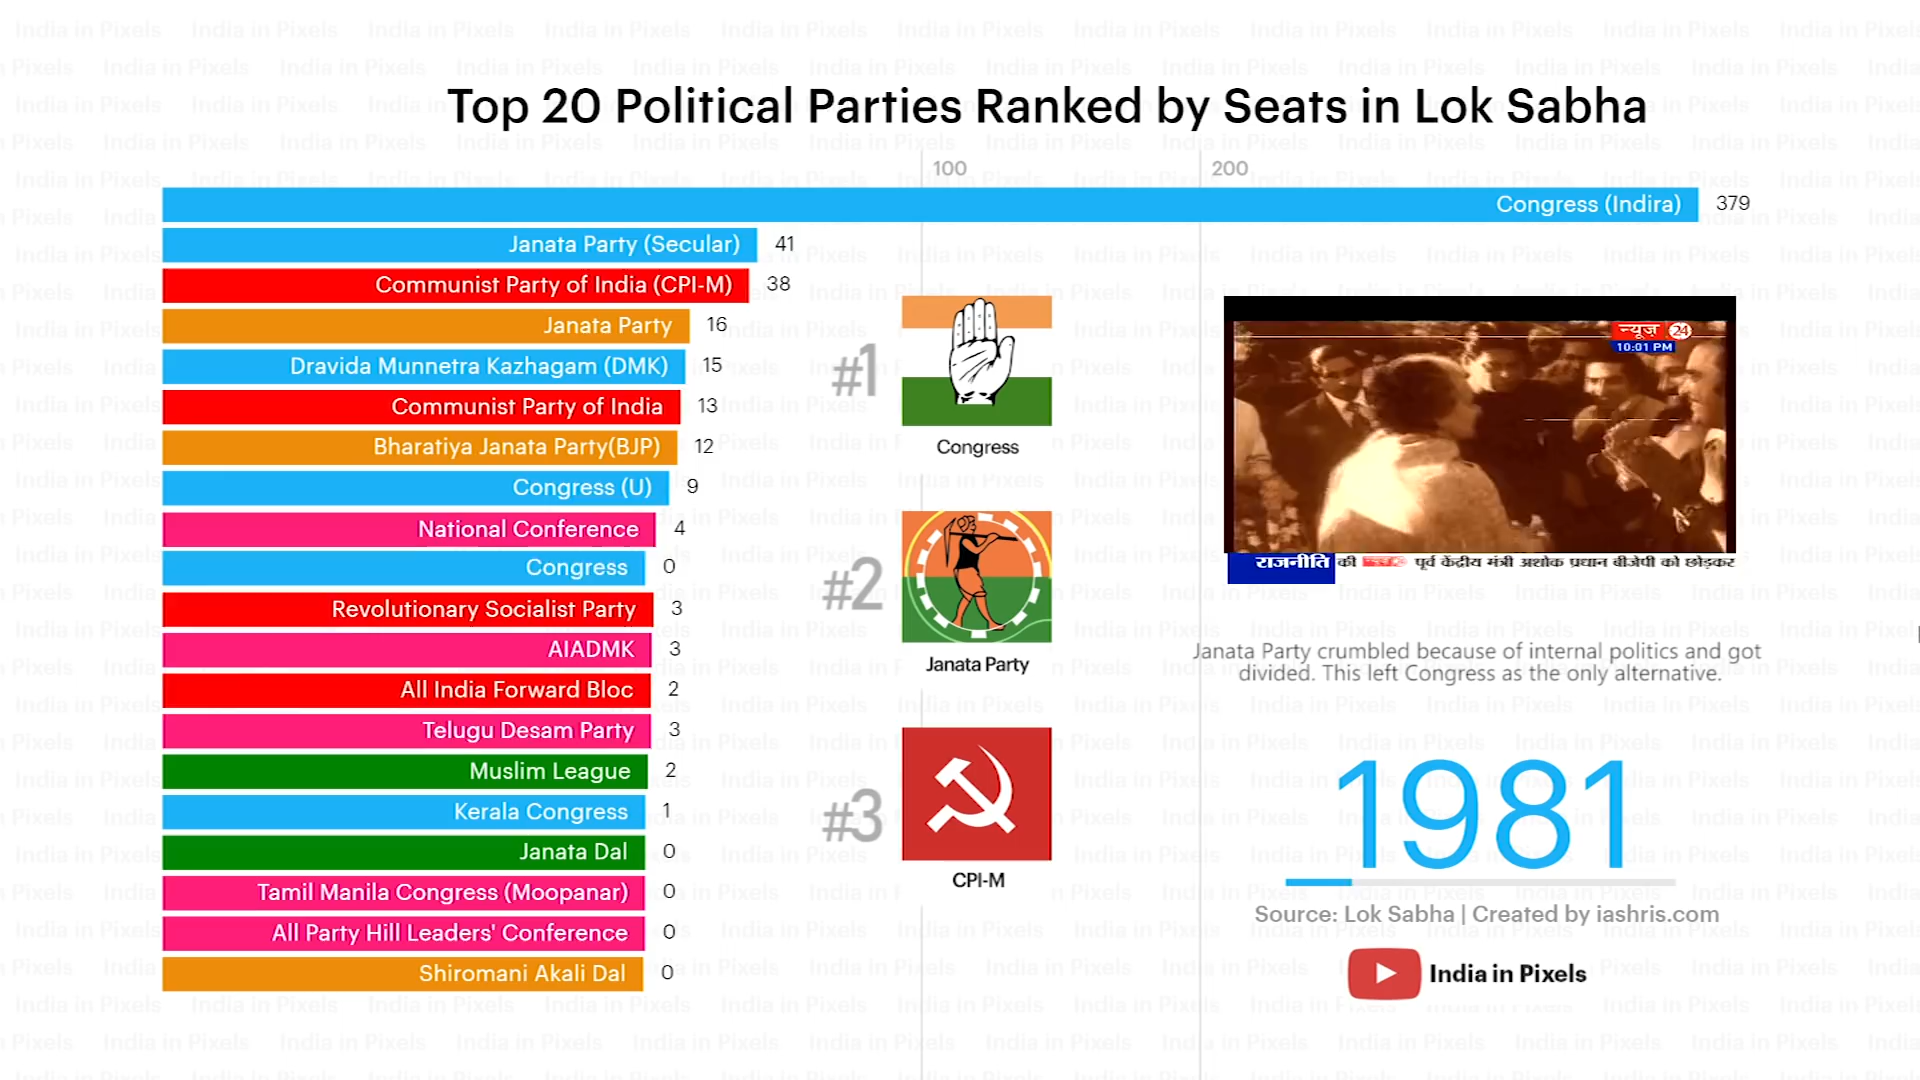 Top 20 Political Parties Ranked by Seats in Lok Sabha
100
200
Congress (Indira) 379
Janata Party (Secular) 41
Communist Party of India (CPI-M) 38
Janata Party 16
Dravida Munnetra Kazhagam (DMK) 15
Communist Party of India 13
Bharatiya Janata Party(BJP) 12
Congress (U) 9
National Conference 4
Congress 0
Revolutionary Socialist Party 3
AIADMK 3
All India Forward Bloc 2
Telugu Desam Party 3
Muslim League 2
Kerala Congress 1
Janata Dal 0
Tamil Manila Congress (Moopanar) 0
All Party Hill Leaders' Conference 0
Shiromani Akali Dal 0
#1
Congress
#2
Janata Party
#3
CPI-M
न्यूज़ 24
10:01 PM
राजनीति की पूर्व केंद्रीय मंत्री अशोक प्रधान बीजेपी को छोड़कर
Janata Party crumbled because of internal politics and got
divided. This left Congress as the only alternative.
1981
Source: Lok Sabha | Created by iashris.com
India in Pixels